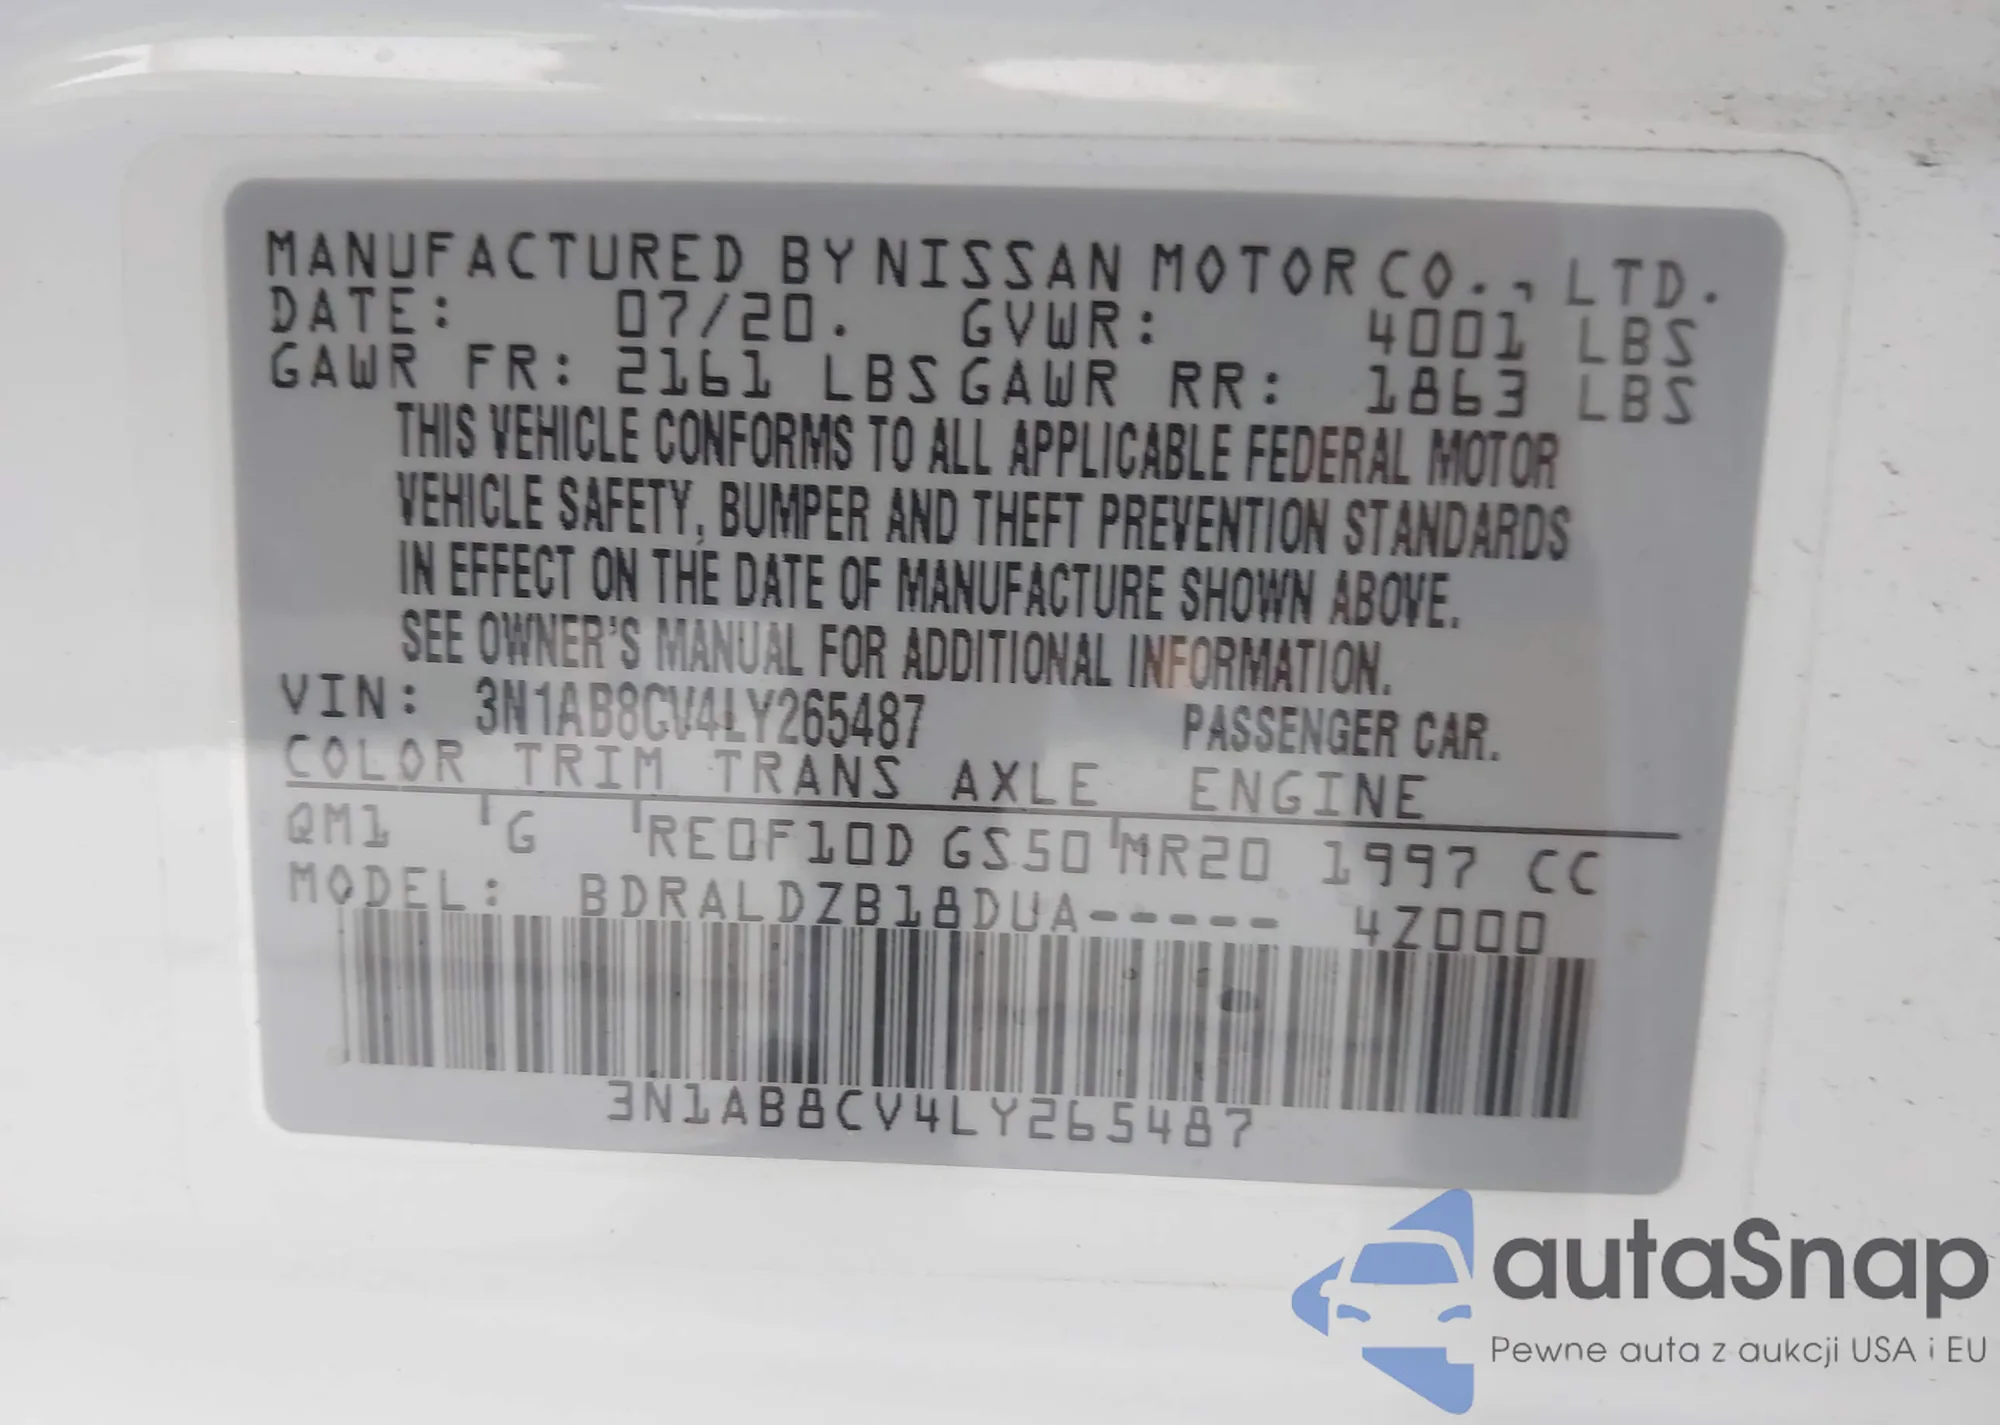 MANUFACTURED BY NISSAN MOTOR CO., LTD.
DATE: 07/20. GVWR: 4001 LBS
GAWR FR: 2161 LBS GAWR RR: 1863 LBS
THIS VEHICLE CONFORMS TO ALL APPLICABLE FEDERAL MOTOR
VEHICLE SAFETY, BUMPER AND THEFT PREVENTION STANDARDS
IN EFFECT ON THE DATE OF MANUFACTURE SHOWN ABOVE.
SEE OWNER'S MANUAL FOR ADDITIONAL INFORMATION.
VIN: 3N1AB8CV4LY265487 PASSENGER CAR.
COLOR TRIM TRANS AXLE ENGINE
QM1 G RE0F10D GS50 MR20 1997 CC
MODEL: BDRALDZB18DUA----- 4Z000
3N1AB8CV4LY265487
autaSnap
Pewne auta z aukcji USA i EU